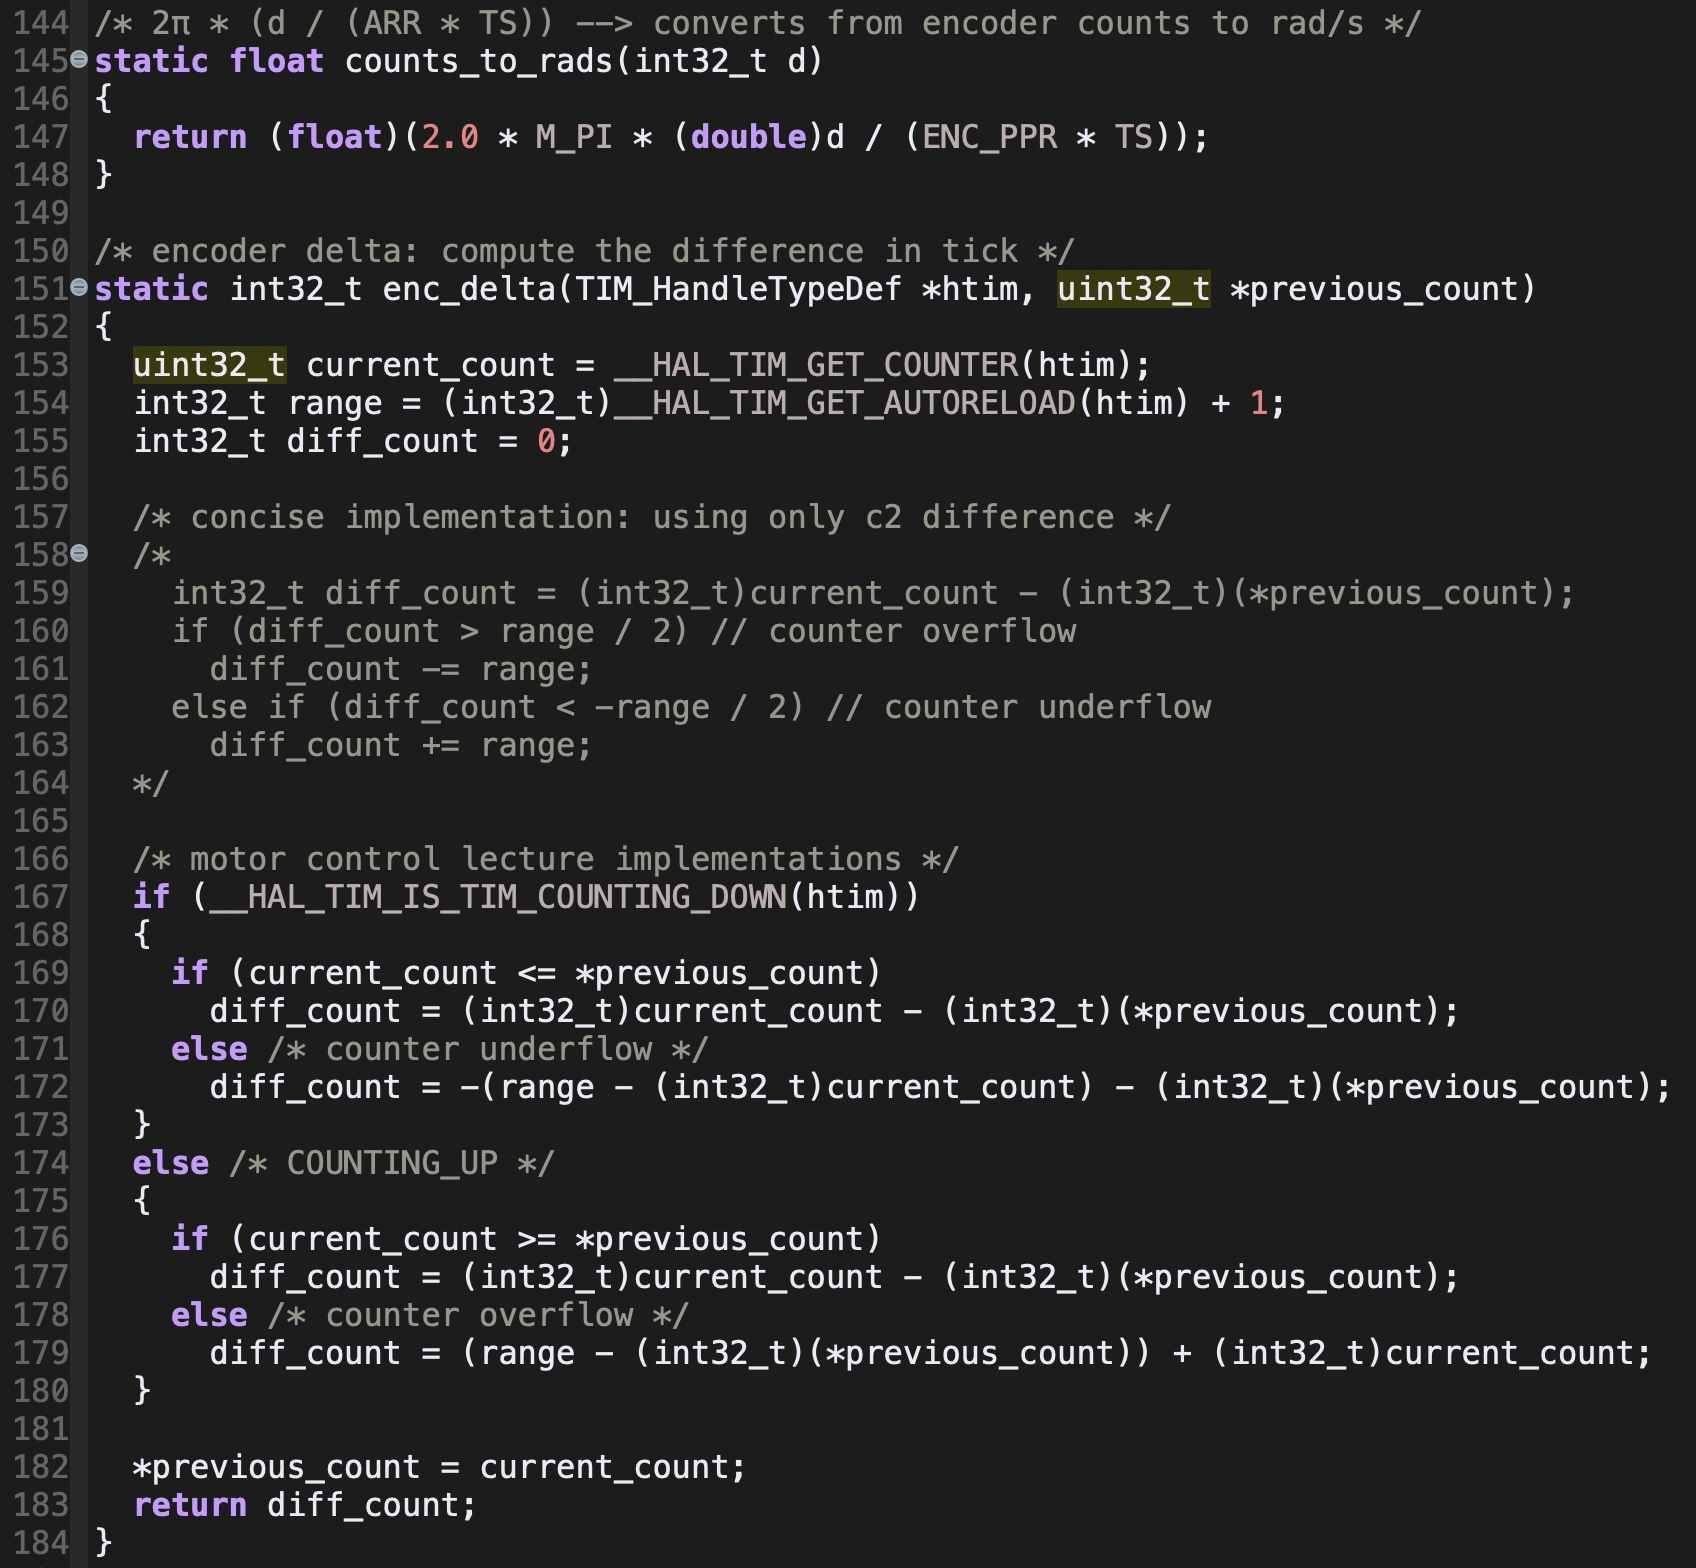 144 /* 2π * (d / (ARR * TS)) --> converts from encoder counts to rad/s */
145 static float counts_to_rads(int32_t d)
146 {
147   return (float)(2.0 * M_PI * (double)d / (ENC_PPR * TS));
148 }
149
150 /* encoder delta: compute the difference in tick */
151 static int32_t enc_delta(TIM_HandleTypeDef *htim, uint32_t *previous_count)
152 {
153   uint32_t current_count = __HAL_TIM_GET_COUNTER(htim);
154   int32_t range = (int32_t)__HAL_TIM_GET_AUTORELOAD(htim) + 1;
155   int32_t diff_count = 0;
156
157   /* concise implementation: using only c2 difference */
158   /*
159     int32_t diff_count = (int32_t)current_count - (int32_t)(*previous_count);
160     if (diff_count > range / 2) // counter overflow
161       diff_count -= range;
162     else if (diff_count < -range / 2) // counter underflow
163       diff_count += range;
164   */
165
166   /* motor control lecture implementations */
167   if (__HAL_TIM_IS_TIM_COUNTING_DOWN(htim))
168   {
169     if (current_count <= *previous_count)
170       diff_count = (int32_t)current_count - (int32_t)(*previous_count);
171     else /* counter underflow */
172       diff_count = -(range - (int32_t)current_count) - (int32_t)(*previous_count);
173   }
174   else /* COUNTING_UP */
175   {
176     if (current_count >= *previous_count)
177       diff_count = (int32_t)current_count - (int32_t)(*previous_count);
178     else /* counter overflow */
179       diff_count = (range - (int32_t)(*previous_count)) + (int32_t)current_count;
180   }
181
182   *previous_count = current_count;
183   return diff_count;
184 }